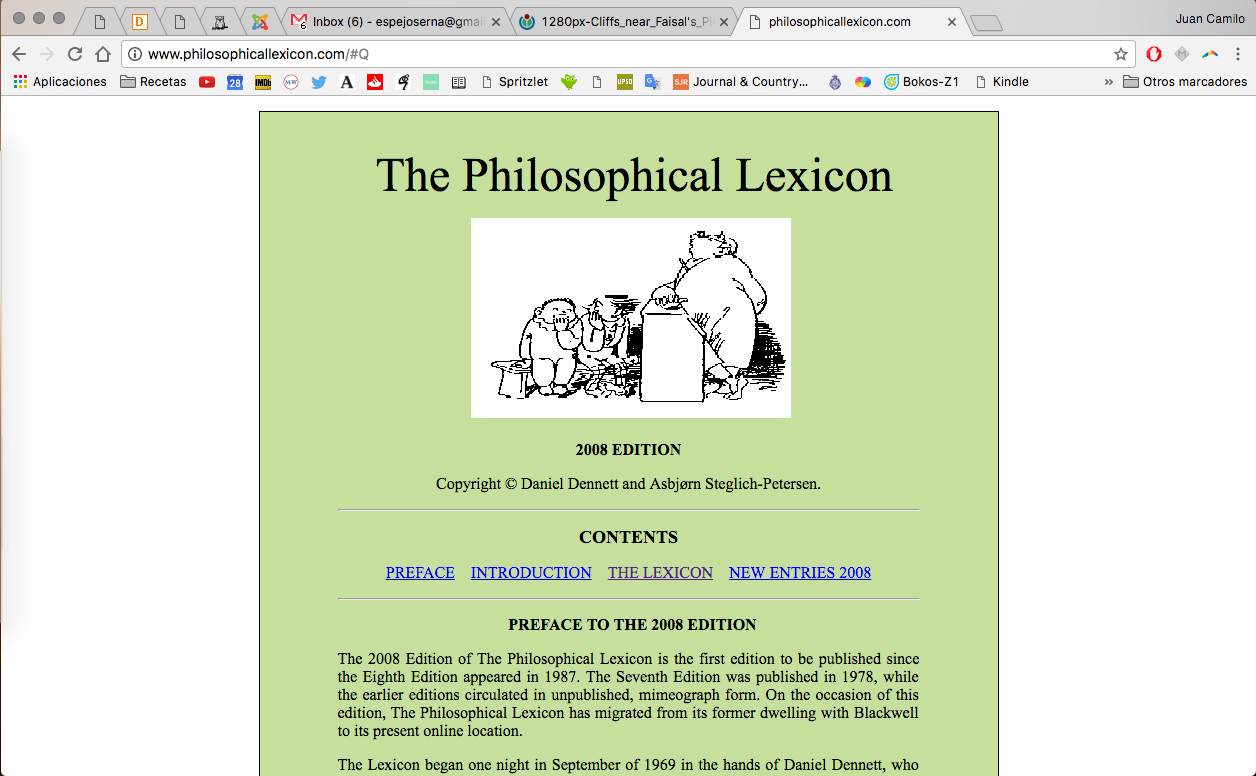 Inbox (6) - espejoserna@gmail
1280px-Cliffs_near_Faisal's_P
philosophicallexicon.com
Juan Camilo
www.philosophicallexicon.com/#Q
Aplicaciones
Recetas
28
IMDb
A
Spritzlet
UPSO
SJR
Journal & Country...
Bokos-Z1
Kindle
»
Otros marcadores
The Philosophical Lexicon
2008 EDITION
Copyright © Daniel Dennett and Asbjørn Steglich-Petersen.
CONTENTS
PREFACE INTRODUCTION THE LEXICON NEW ENTRIES 2008
PREFACE TO THE 2008 EDITION
The 2008 Edition of The Philosophical Lexicon is the first edition to be published since
the Eighth Edition appeared in 1987. The Seventh Edition was published in 1978, while
the earlier editions circulated in unpublished, mimeograph form. On the occasion of this
edition, The Philosophical Lexicon has migrated from its former dwelling with Blackwell
to its present online location.
The Lexicon began one night in September of 1969 in the hands of Daniel Dennett, who